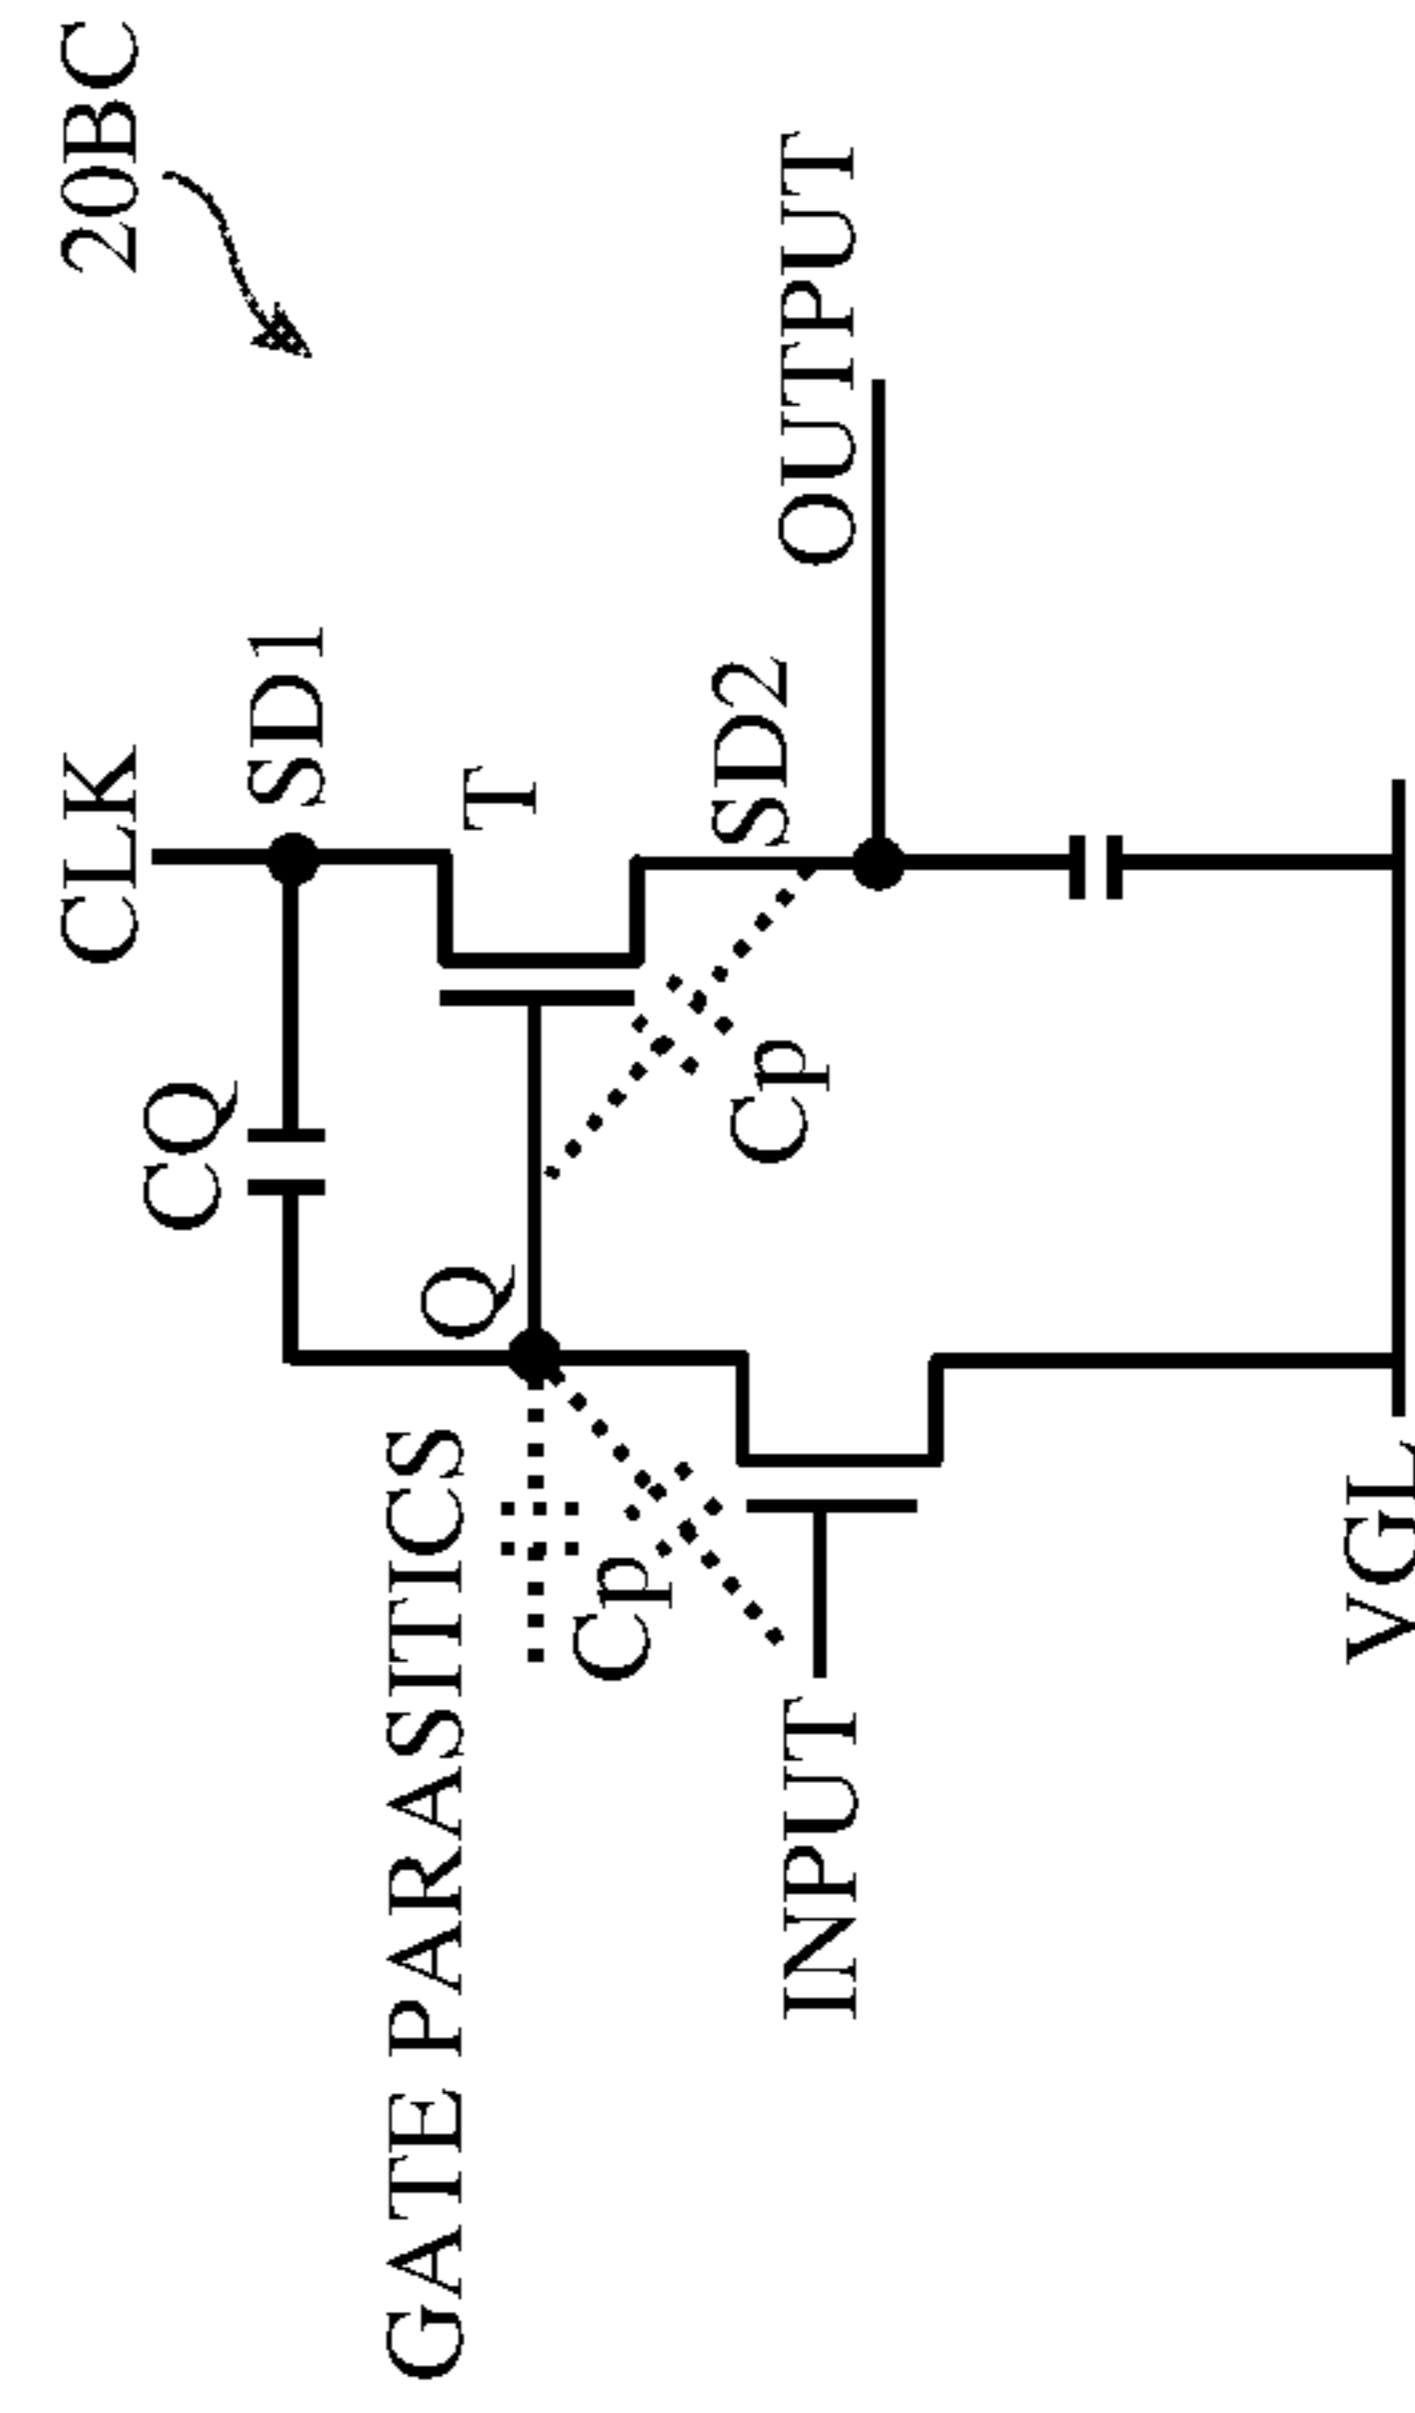 20BC
CLK
SD1
CQ
T
Q
GATE PARASITICS
SD2
OUTPUT
Cp
Cp
INPUT
VGL